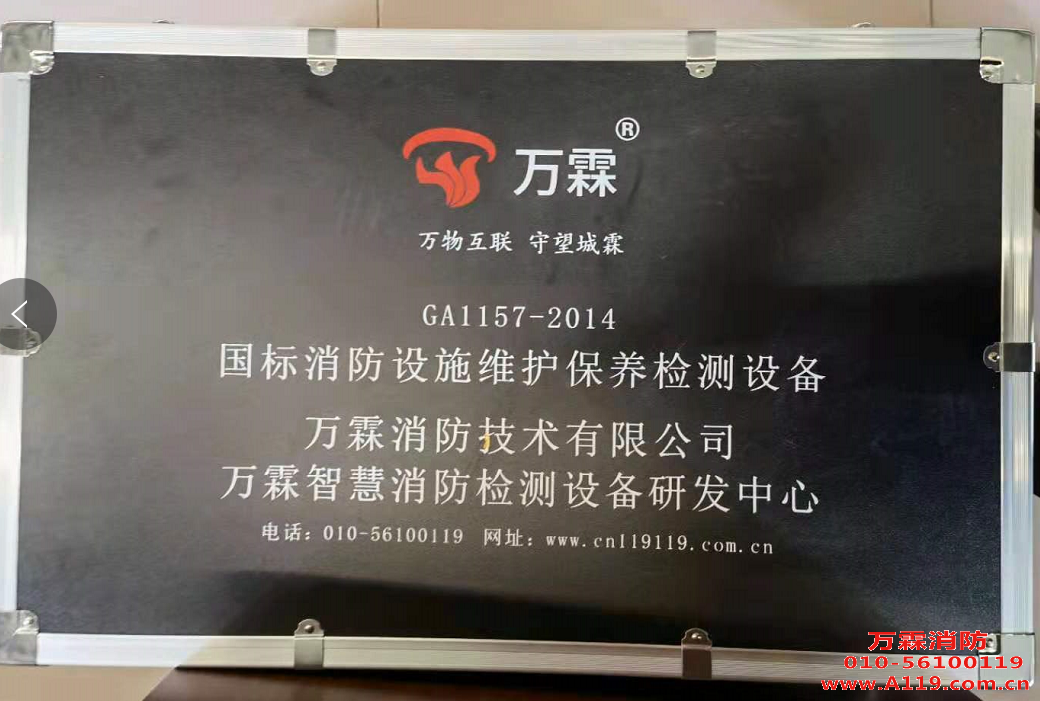 万霖®
万物互联 守望城霖
GA1157-2014
国标消防设施维护保养检测设备
万霖消防技术有限公司
万霖智慧消防检测设备研发中心
电话：010-56100119 网址：www.cn119119.com.cn
万霖消防
010-56100119
www.A119.com.cn